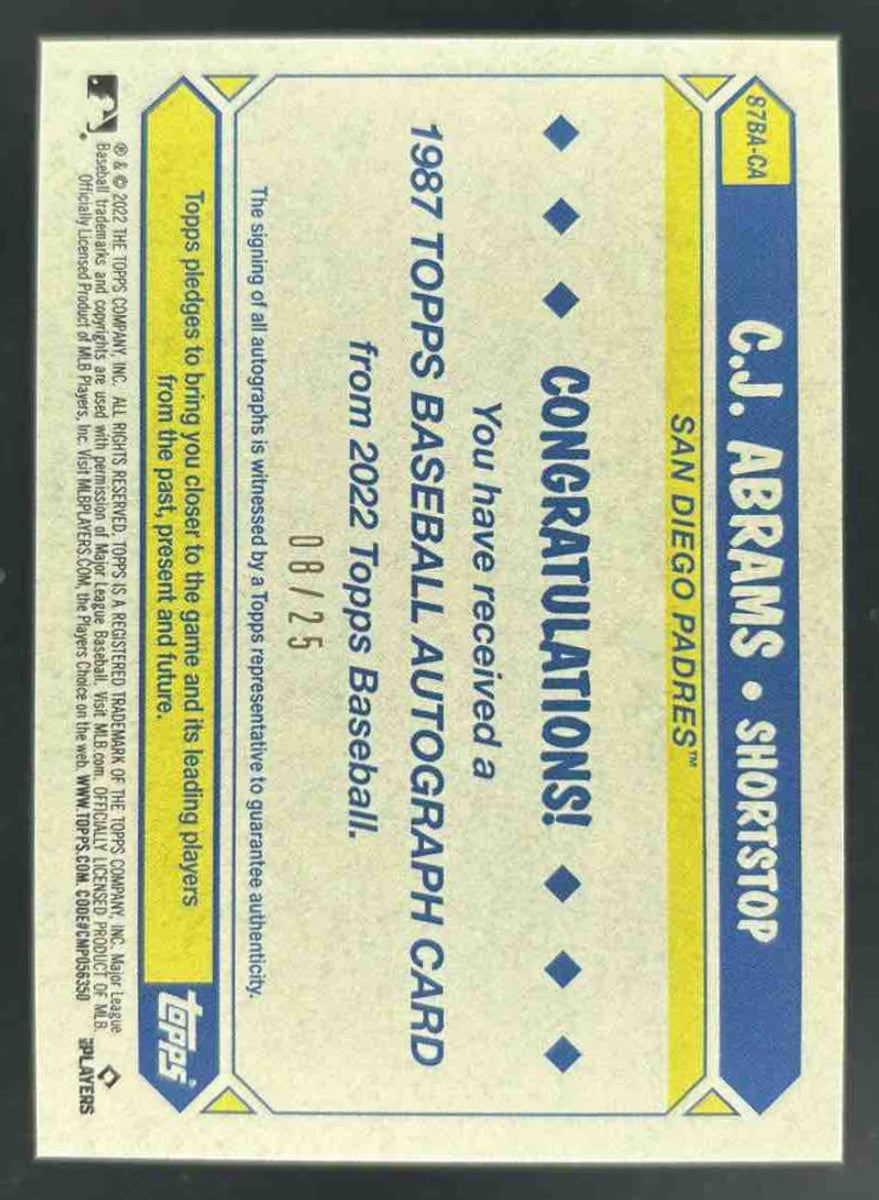 87BA-CA
C.J. ABRAMS • SHORTSTOP
SAN DIEGO PADRES™
CONGRATULATIONS!
You have received a
1987 TOPPS BASEBALL AUTOGRAPH CARD
from 2022 Topps Baseball.
08/25
The signing of all autographs is witnessed by a Topps representative to guarantee authenticity.
Topps pledges to bring you closer to the game and its leading players
from the past, present and future.
topps®
® & © 2022 THE TOPPS COMPANY, INC. ALL RIGHTS RESERVED. TOPPS IS A REGISTERED TRADEMARK OF THE TOPPS COMPANY, INC. Major League
Baseball trademarks and copyrights are used with permission of Major League Baseball. Visit MLB.com. OFFICIALLY LICENSED PRODUCT OF MLB.
Officially Licensed Product of MLB Players, Inc. Visit MLBPLAYERS.COM, the Players Choice on the web. WWW.TOPPS.COM. CODE#CMP056350
PLAYERS